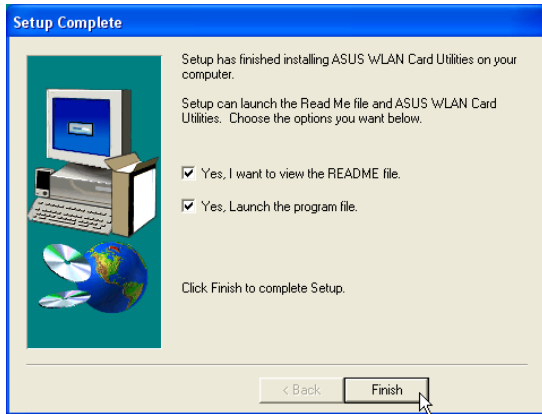 Setup Complete
Setup has finished installing ASUS WLAN Card Utilities on your
computer.
Setup can launch the Read Me file and ASUS WLAN Card
Utilities.  Choose the options you want below.
Yes, I want to view the README file.
Yes, Launch the program file.
Click Finish to complete Setup.
< Back
Finish